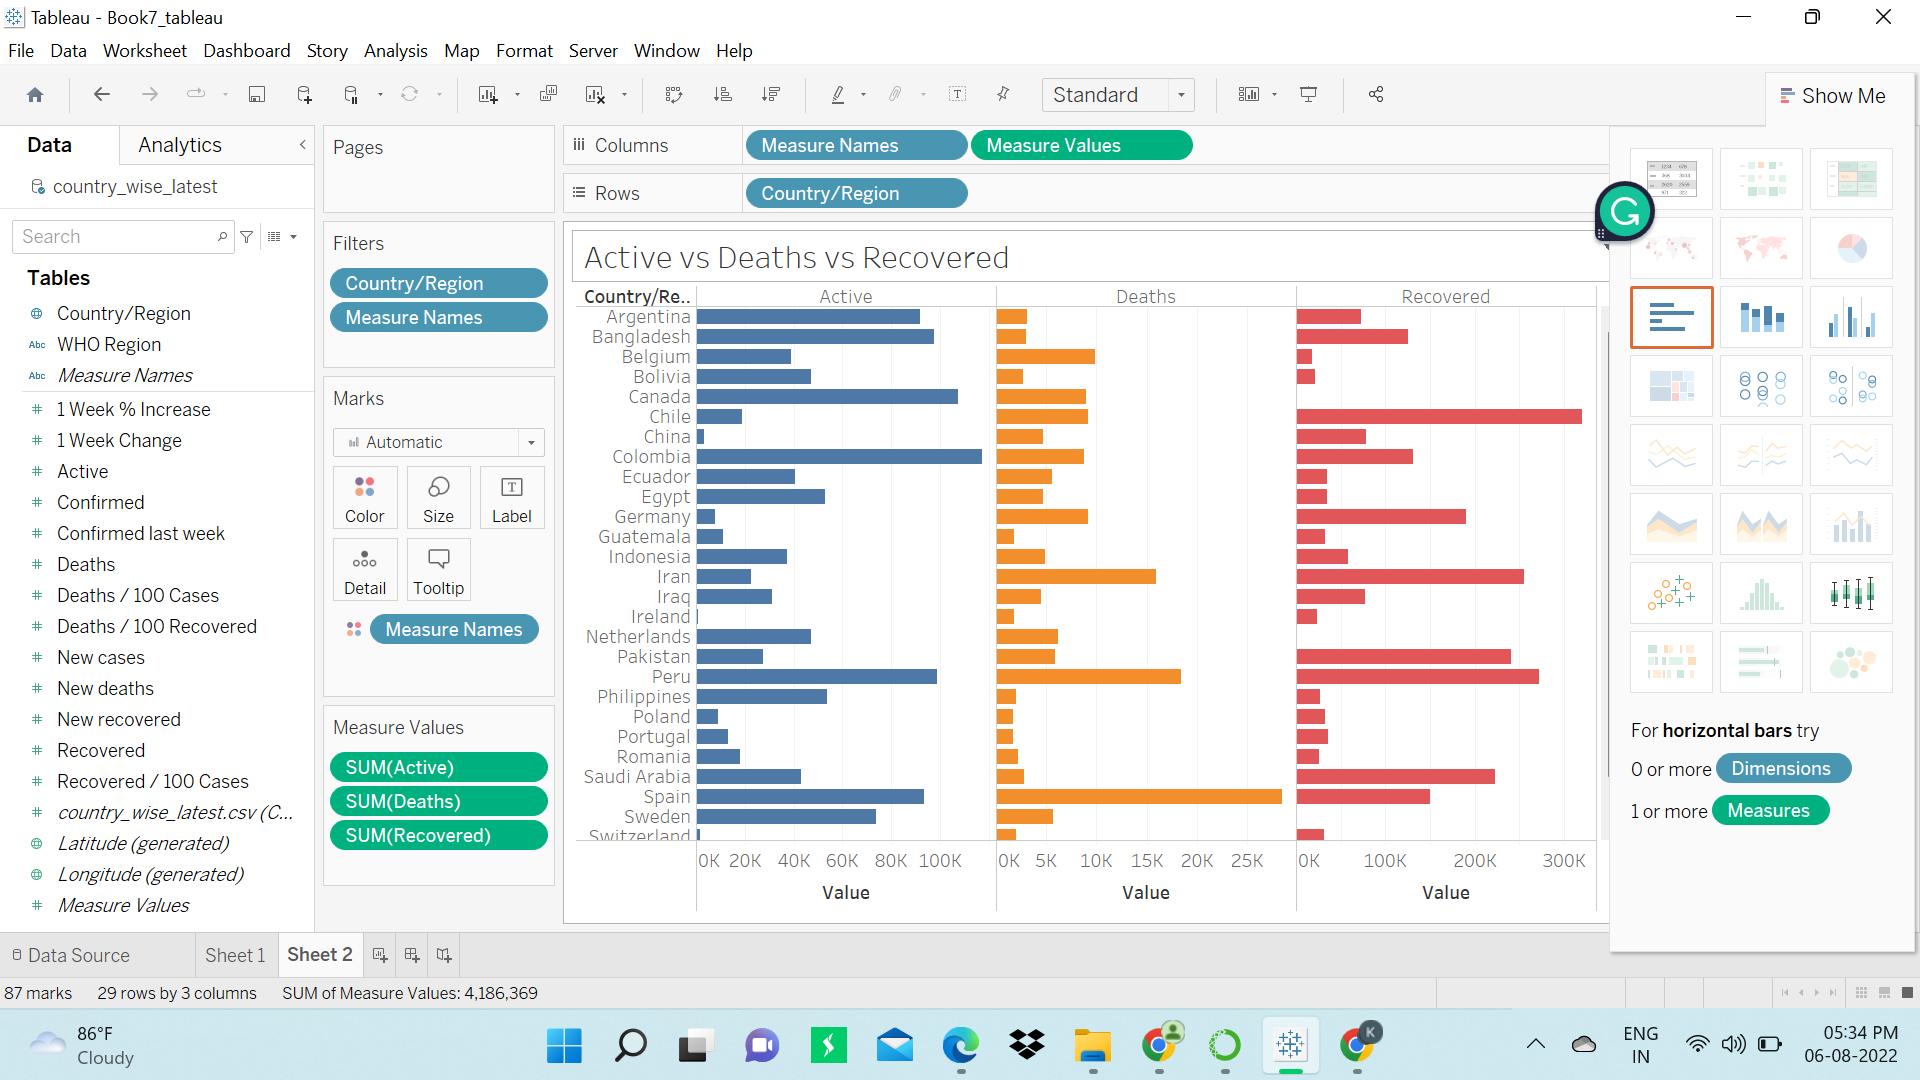 Tableau - Book7_tableau
File Data Worksheet Dashboard Story Analysis Map Format Server Window Help
Standard
Show Me
Data
Analytics
country_wise_latest
Search
Tables
Country/Region
Abc WHO Region
Abc Measure Names
# 1 Week % Increase
# 1 Week Change
# Active
# Confirmed
# Confirmed last week
# Deaths
# Deaths / 100 Cases
# Deaths / 100 Recovered
# New cases
# New deaths
# New recovered
# Recovered
# Recovered / 100 Cases
# country_wise_latest.csv (C...
Latitude (generated)
Longitude (generated)
# Measure Values
Pages
Filters
Country/Region
Measure Names
Marks
Automatic
Color Size Label
Detail Tooltip
Measure Names
Measure Values
SUM(Active)
SUM(Deaths)
SUM(Recovered)
Columns Measure Names Measure Values
Rows Country/Region
Active vs Deaths vs Recovered
Country/Re.. Active Deaths Recovered
Argentina
Bangladesh
Belgium
Bolivia
Canada
Chile
China
Colombia
Ecuador
Egypt
Germany
Guatemala
Indonesia
Iran
Iraq
Ireland
Netherlands
Pakistan
Peru
Philippines
Poland
Portugal
Romania
Saudi Arabia
Spain
Sweden
Switzerland
0K 20K 40K 60K 80K 100K 0K 5K 10K 15K 20K 25K 0K 100K 200K 300K
Value Value Value
For horizontal bars try
0 or more Dimensions
1 or more Measures
Data Source Sheet 1 Sheet 2
87 marks 29 rows by 3 columns SUM of Measure Values: 4,186,369
86°F
Cloudy
K
ENG
IN
05:34 PM
06-08-2022